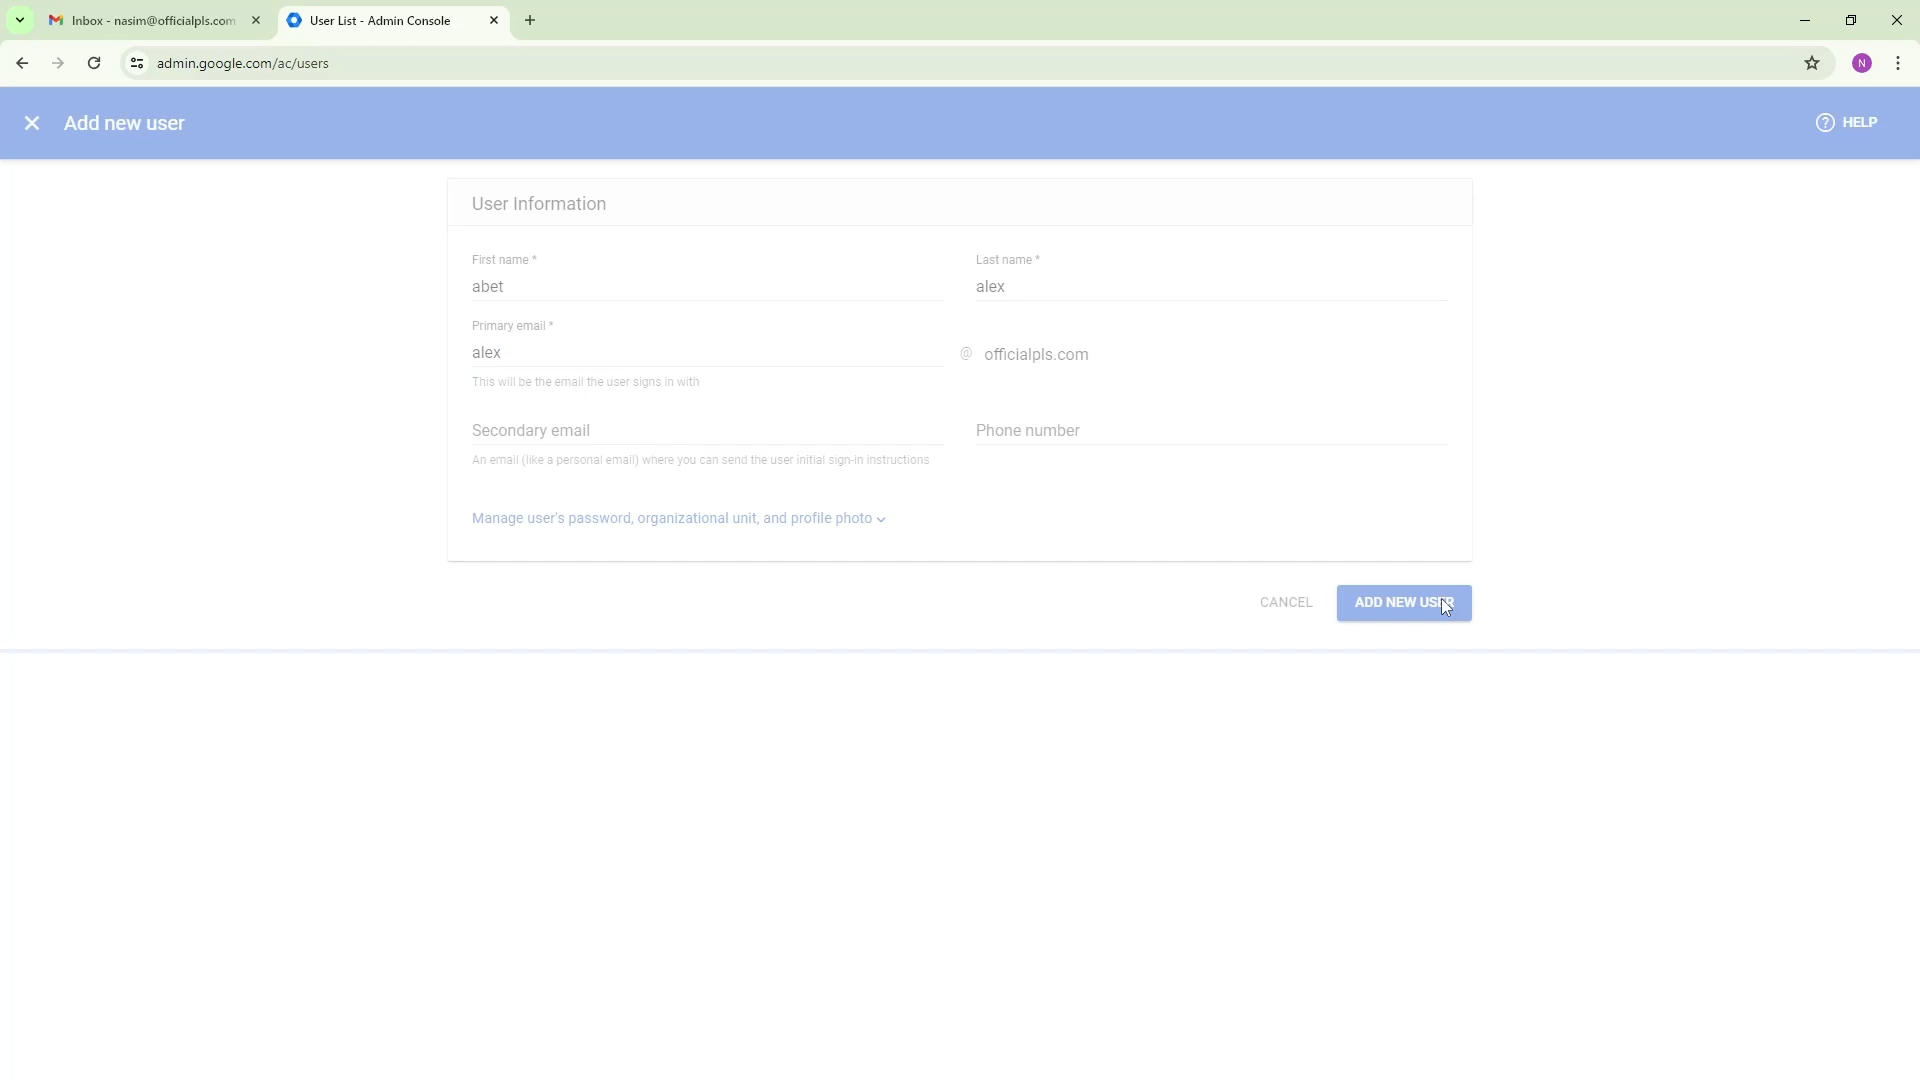 Inbox - nasim@officialpls.com
User List - Admin Console
admin.google.com/ac/users
N
Add new user
? HELP
User Information
First name *
Last name *
abet
alex
Primary email *
alex
@ officialpls.com
This will be the email the user signs in with
Secondary email
Phone number
An email (like a personal email) where you can send the user initial sign-in instructions
Manage user's password, organizational unit, and profile photo
CANCEL
ADD NEW USER